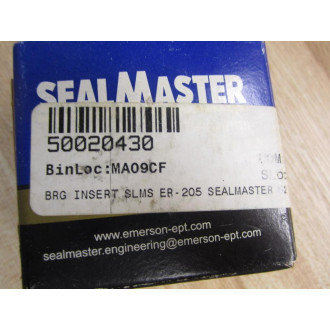 SEALMASTER
50020430
BinLoc:MA09CF
BRG INSERT SLMS ER-205 SEALMASTER
www.emerson-ept.com
sealmaster.engineering@emerson-ept.com